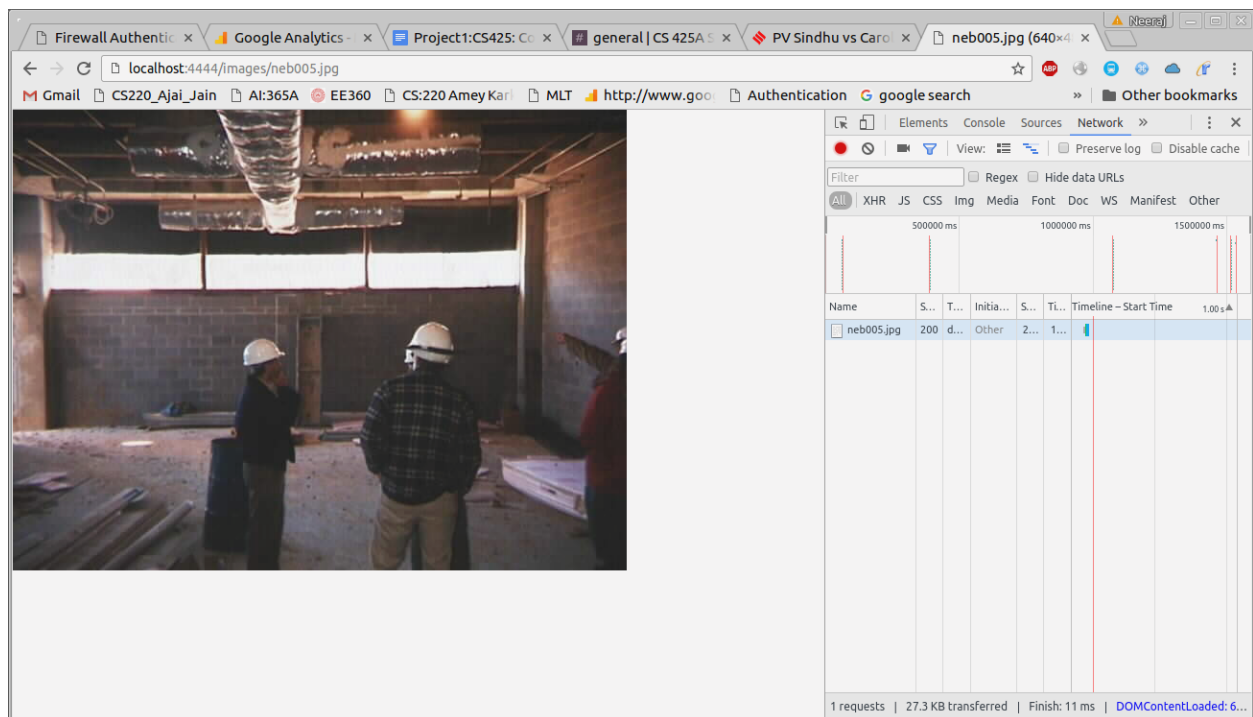 Neeraj
Firewall Authentic
Google Analytics -
Project1:CS425: Co
general | CS 425A S
PV Sindhu vs Carol
neb005.jpg (640×4
localhost:4444/images/neb005.jpg
ABP
Gmail CS220_Ajai_Jain AI:365A EE360 CS:220 Amey Kar MLT http://www.goo Authentication google search » Other bookmarks
Elements Console Sources Network »
View: Preserve log Disable cache
Filter Regex Hide data URLs
All XHR JS CSS Img Media Font Doc WS Manifest Other
500000 ms 1000000 ms 1500000 ms
Name S... T... Initia... S... Ti... Timeline – Start Time 1.00 s
neb005.jpg 200 d... Other 2... 1...
1 requests | 27.3 KB transferred | Finish: 11 ms | DOMContentLoaded: 6...